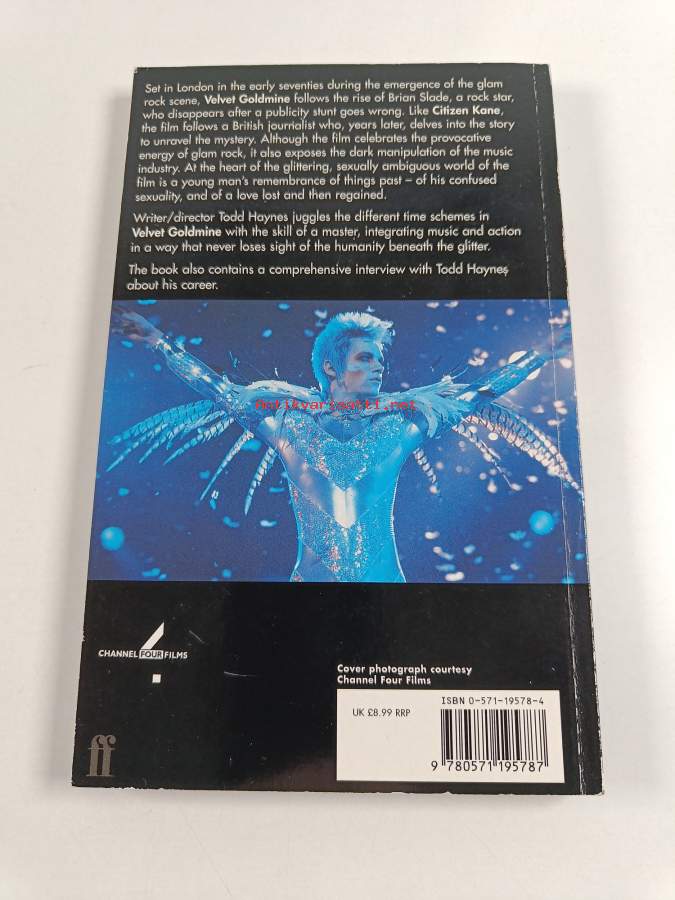 Set in London in the early seventies during the emergence of the glam
rock scene, Velvet Goldmine follows the rise of Brian Slade, a rock star,
who disappears after a publicity stunt goes wrong. Like Citizen Kane,
the film follows a British journalist who, years later, delves into the story
to unravel the mystery. Although the film celebrates the provocative
energy of glam rock, it also exposes the dark manipulation of the music
industry. At the heart of the glittering, sexually ambiguous world of the
film is a young man's remembrance of things past – of his confused
sexuality, and of a love lost and then regained.
Writer/director Todd Haynes juggles the different time schemes in
Velvet Goldmine with the skill of a master, integrating music and action
in a way that never loses sight of the humanity beneath the glitter.
The book also contains a comprehensive interview with Todd Haynes
about his career.
Antikvariaatti.net
CHANNEL FOUR FILMS
Cover photograph courtesy
Channel Four Films
ISBN 0-571-19578-4
UK £8.99 RRP
9 780571 195787
ff